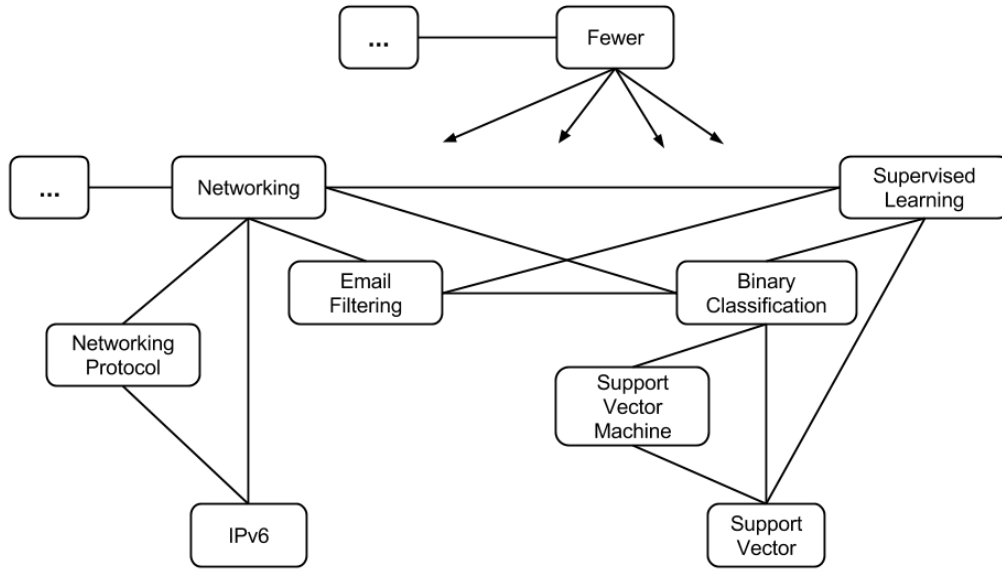 ...
Fewer
...
Networking
Supervised
Learning
Email
Filtering
Binary
Classification
Networking
Protocol
Support
Vector
Machine
IPv6
Support
Vector